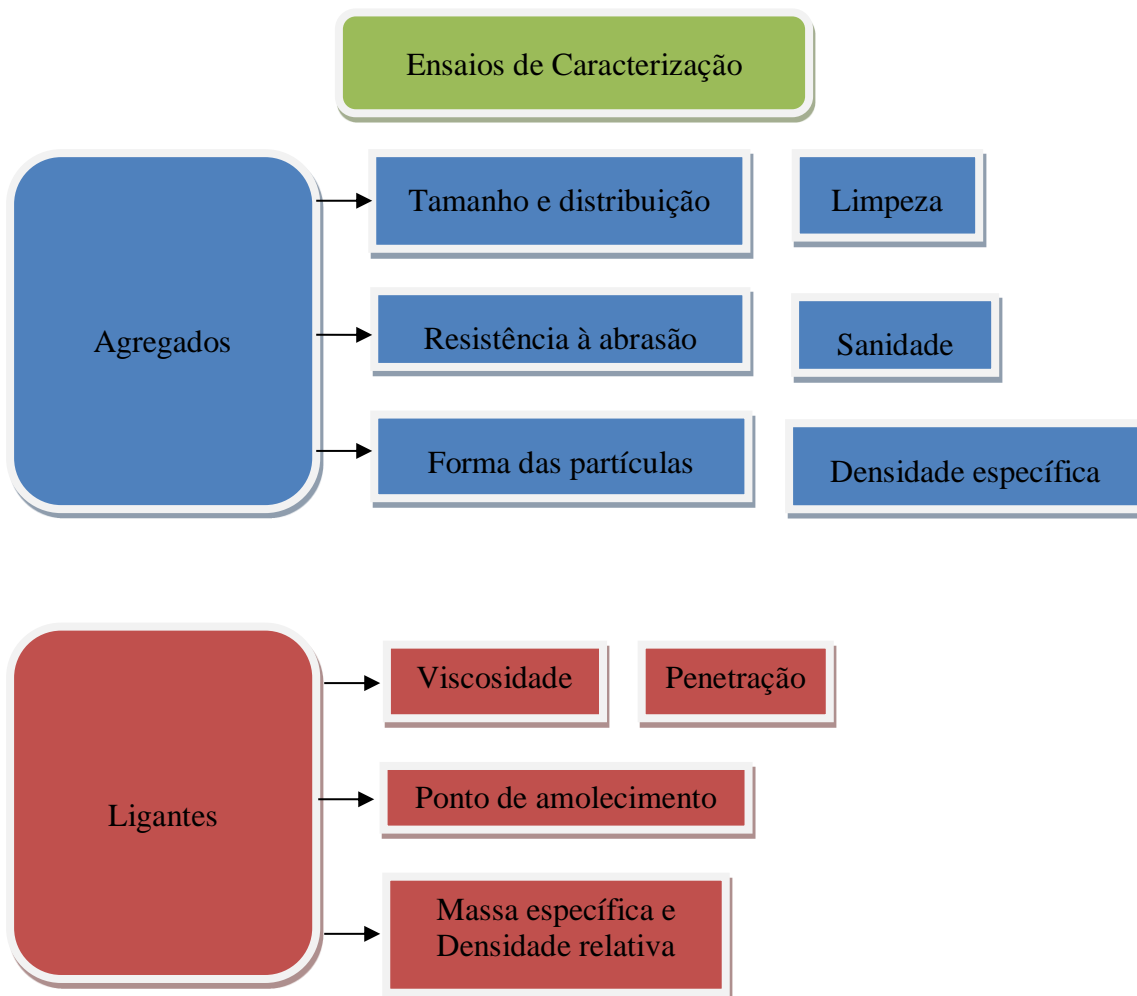 Ensaios de Caracterização
Agregados
Tamanho e distribuição
Limpeza
Resistência à abrasão
Sanidade
Forma das partículas
Densidade específica
Ligantes
Viscosidade
Penetração
Ponto de amolecimento
Massa específica e
Densidade relativa